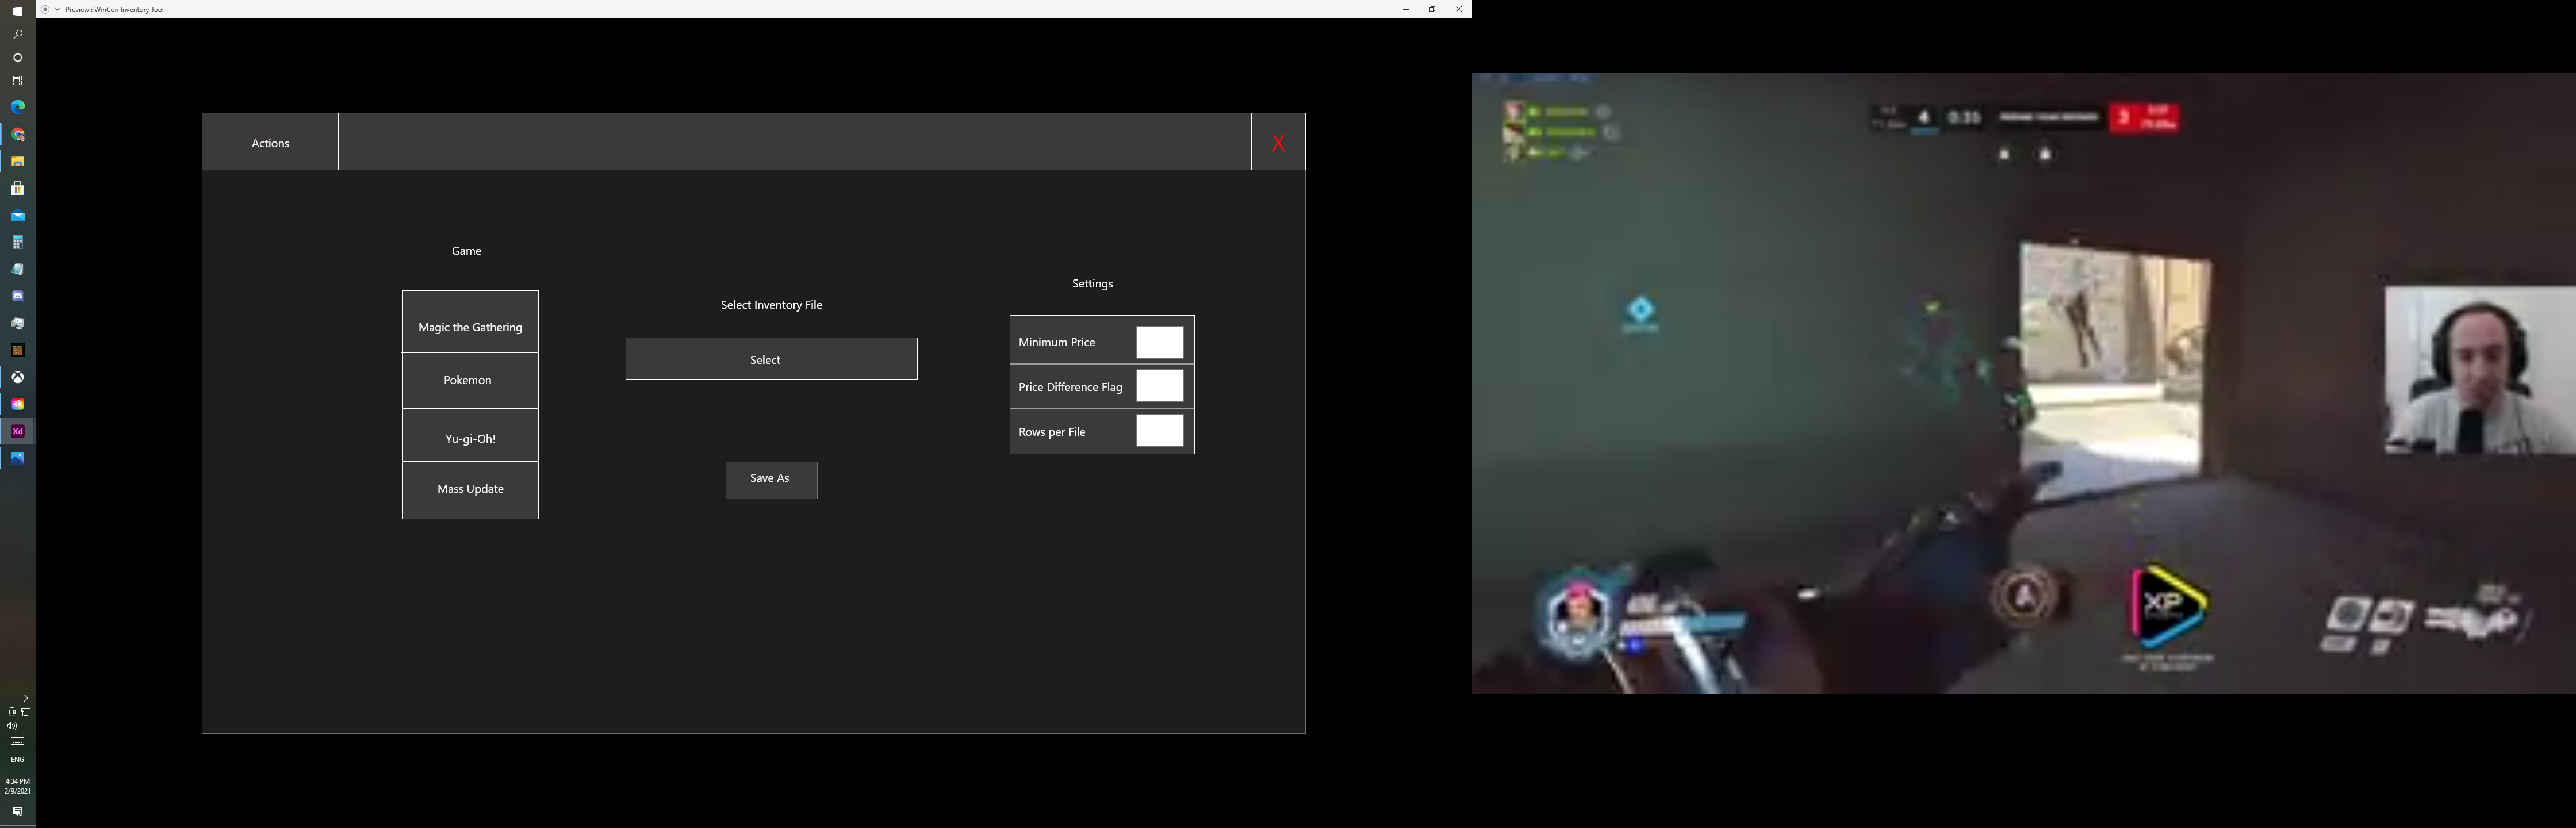 Preview : WinCon Inventory Tool
Actions
X
Game
Magic the Gathering
Pokemon
Yu-gi-Oh!
Mass Update
Select Inventory File
Select
Save As
Settings
Minimum Price
Price Difference Flag
Rows per File
Xd
ENG
4:34 PM
2/9/2021
4
0:35
3
A
XP